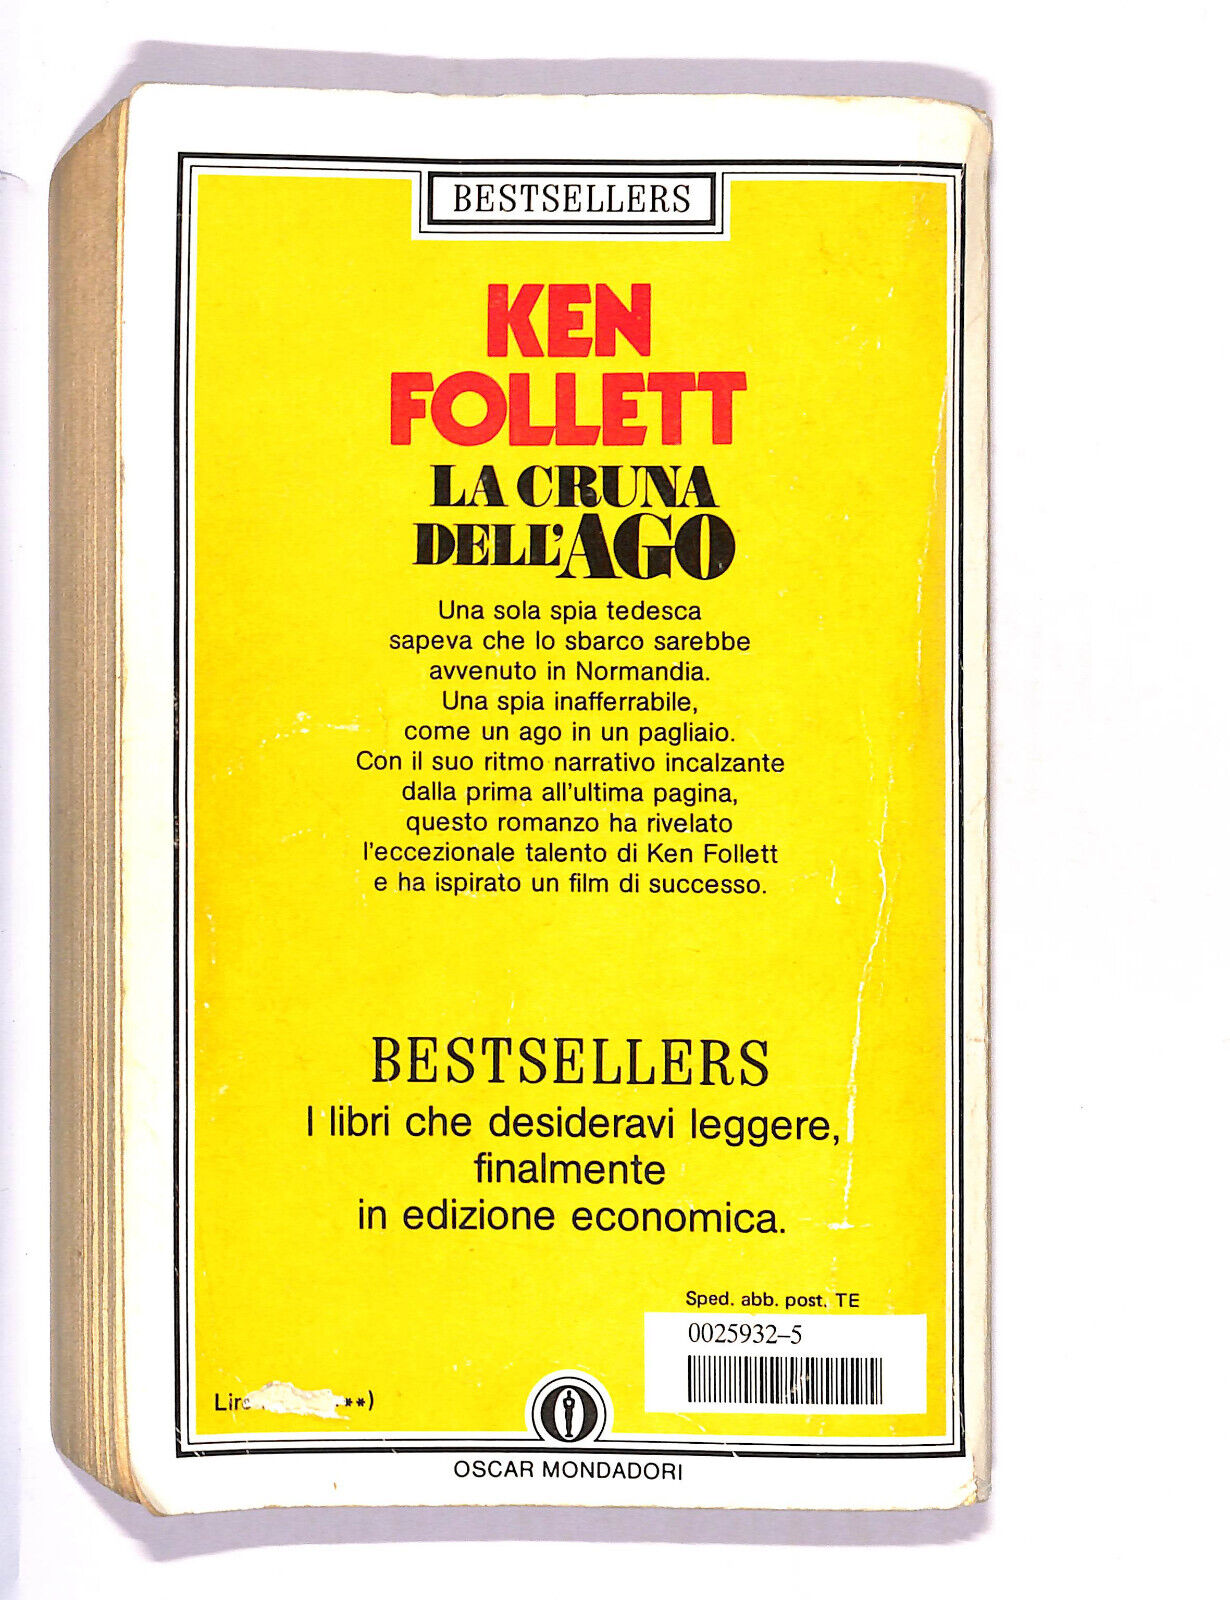 BESTSELLERS
KEN
FOLLETT
LA CRUNA
DELL'AGO
Una sola spia tedesca
sapeva che lo sbarco sarebbe
avvenuto in Normandia.
Una spia inafferrabile,
come un ago in un pagliaio.
Con il suo ritmo narrativo incalzante
dalla prima all'ultima pagina,
questo romanzo ha rivelato
l'eccezionale talento di Ken Follett
e ha ispirato un film di successo.
BESTSELLERS
I libri che desideravi leggere,
finalmente
in edizione economica.
Sped. abb. post. TE
0025932-5
Lire **)
OSCAR MONDADORI